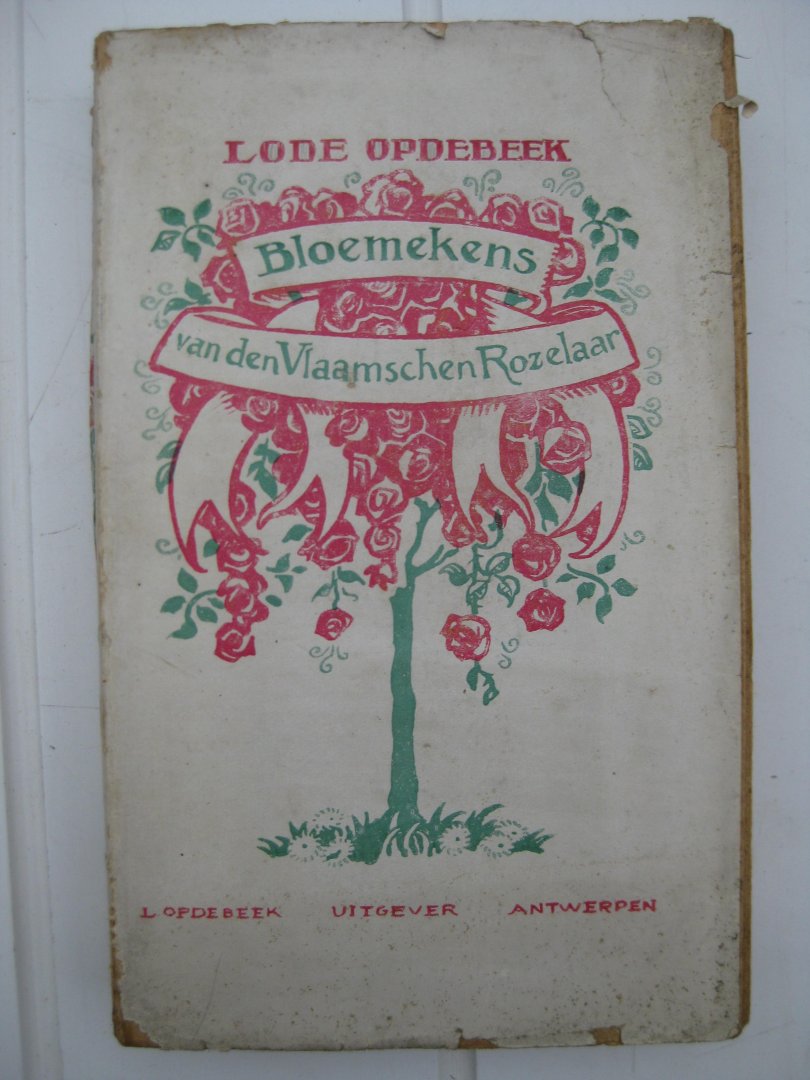 LODE OPDEBEEK
Bloemekens
van den Vlaamschen Rozelaar
L OPDEBEEK UITGEVER ANTWERPEN